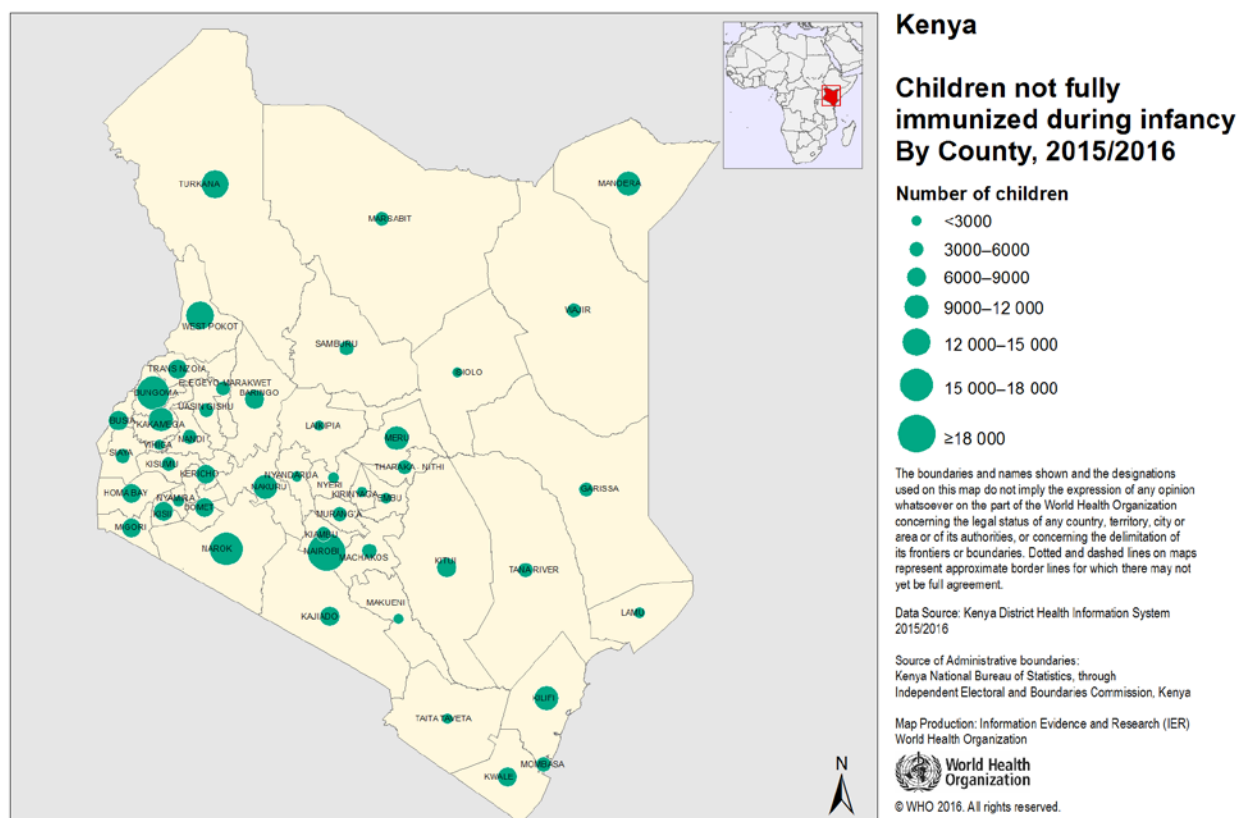 Kenya
Children not fully
immunized during infancy
By County, 2015/2016
Number of children
<3000
3000–6000
6000–9000
9000–12 000
12 000–15 000
15 000–18 000
≥18 000
The boundaries and names shown and the designations
used on this map do not imply the expression of any opinion
whatsoever on the part of the World Health Organization
concerning the legal status of any country, territory, city or
area or of its authorities, or concerning the delimitation of
its frontiers or boundaries. Dotted and dashed lines on maps
represent approximate border lines for which there may not
yet be full agreement.
Data Source: Kenya District Health Information System
2015/2016
Source of Administrative boundaries:
Kenya National Bureau of Statistics, through
Independent Electoral and Boundaries Commission, Kenya
Map Production: Information Evidence and Research (IER)
World Health Organization
World Health
Organization
© WHO 2016. All rights reserved.
TURKANA
MANDERA
MARSABIT
WAJIR
WEST POKOT
SAMBURU
TRANS NZOIA
ISIOLO
ELEGEYO-MARAKWET
BUNGOMA
BARINGO
UASIN GISHU
BUSIA
KAKAMEGA
LAIKIPIA
NANDI
MERU
VIHIGA
SIAYA
KISUMU
THARAKA - NITHI
KERICHO
NYANDARUA
NYERI
NAKURU
GARISSA
HOMA BAY
KIRINYAGA
NYAMIRA
EMBU
BOMET
KISII
MURANG'A
MIGORI
KIAMBU
NAROK
NAIROBI
MACHAKOS
KITUI
TANA RIVER
MAKUENI
KAJIADO
LAMU
KILIFI
TAITA TAVETA
MOMBASA
KWALE
N